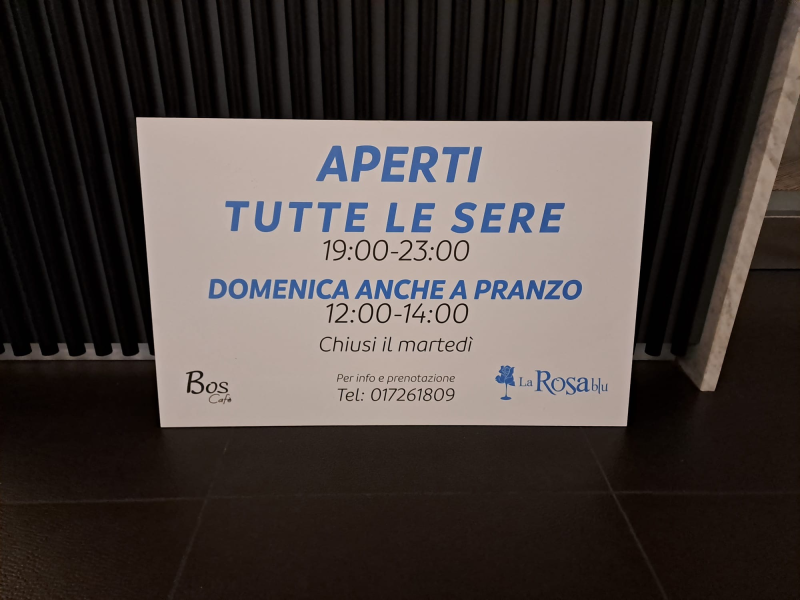 APERTI
TUTTE LE SERE
19:00-23:00
DOMENICA ANCHE A PRANZO
12:00-14:00
Chiusi il martedì
Per info e prenotazione
Tel: 017261809
Bos
Cafè
La Rosa blu